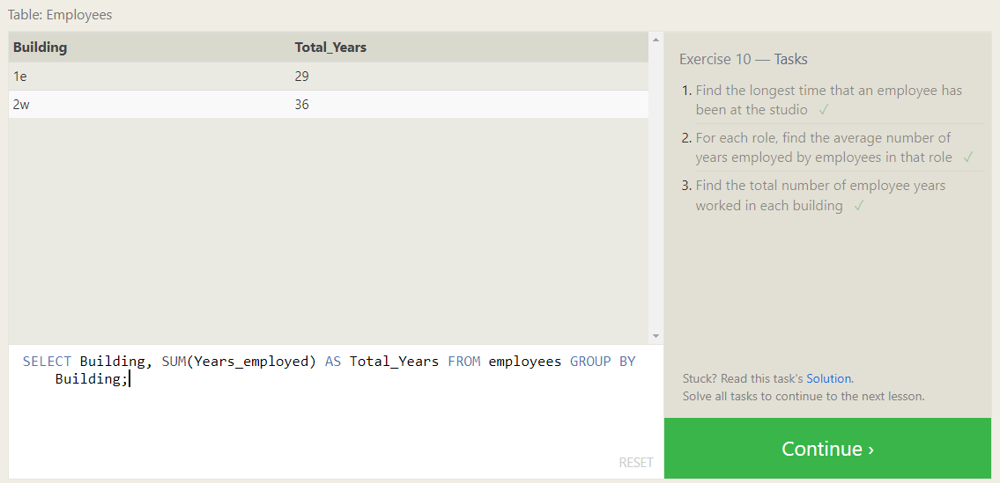 Table: Employees
Building Total_Years
1e 29
2w 36
SELECT Building, SUM(Years_employed) AS Total_Years FROM employees GROUP BY
Building;
RESET
Exercise 10 — Tasks
1. Find the longest time that an employee has
been at the studio ✓
2. For each role, find the average number of
years employed by employees in that role ✓
3. Find the total number of employee years
worked in each building ✓
Stuck? Read this task's Solution.
Solve all tasks to continue to the next lesson.
Continue ›